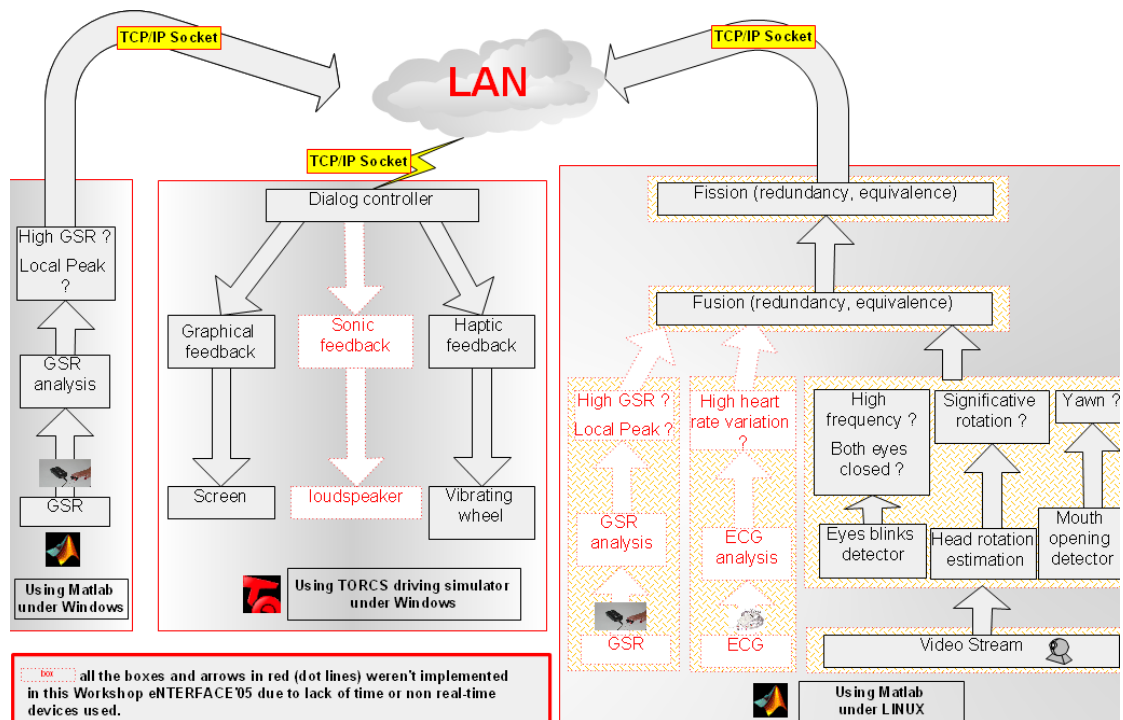 TCP/IP Socket
TCP/IP Socket
LAN
TCP/IP Socket
High GSR ?
Local Peak
?
GSR
analysis
GSR
Using Matlab
under Windows
Dialog controller
Graphical
feedback
Sonic
feedback
Haptic
feedback
Screen
loudspeaker
Vibrating
wheel
Using TORCS driving simulator
under Windows
Fission (redundancy, equivalence)
Fusion (redundancy, equivalence)
High GSR ?
Local Peak ?
High heart
rate variation
?
High
frequency ?
Both eyes
closed ?
Significative
rotation ?
Yawn ?
GSR
analysis
ECG
analysis
Eyes blinks
detector
Head rotation
estimation
Mouth
opening
detector
GSR
ECG
Video Stream
Using Matlab
under LINUX
box all the boxes and arrows in red (dot lines) weren't implemented
in this Workshop eNTERFACE'05 due to lack of time or non real-time
devices used.